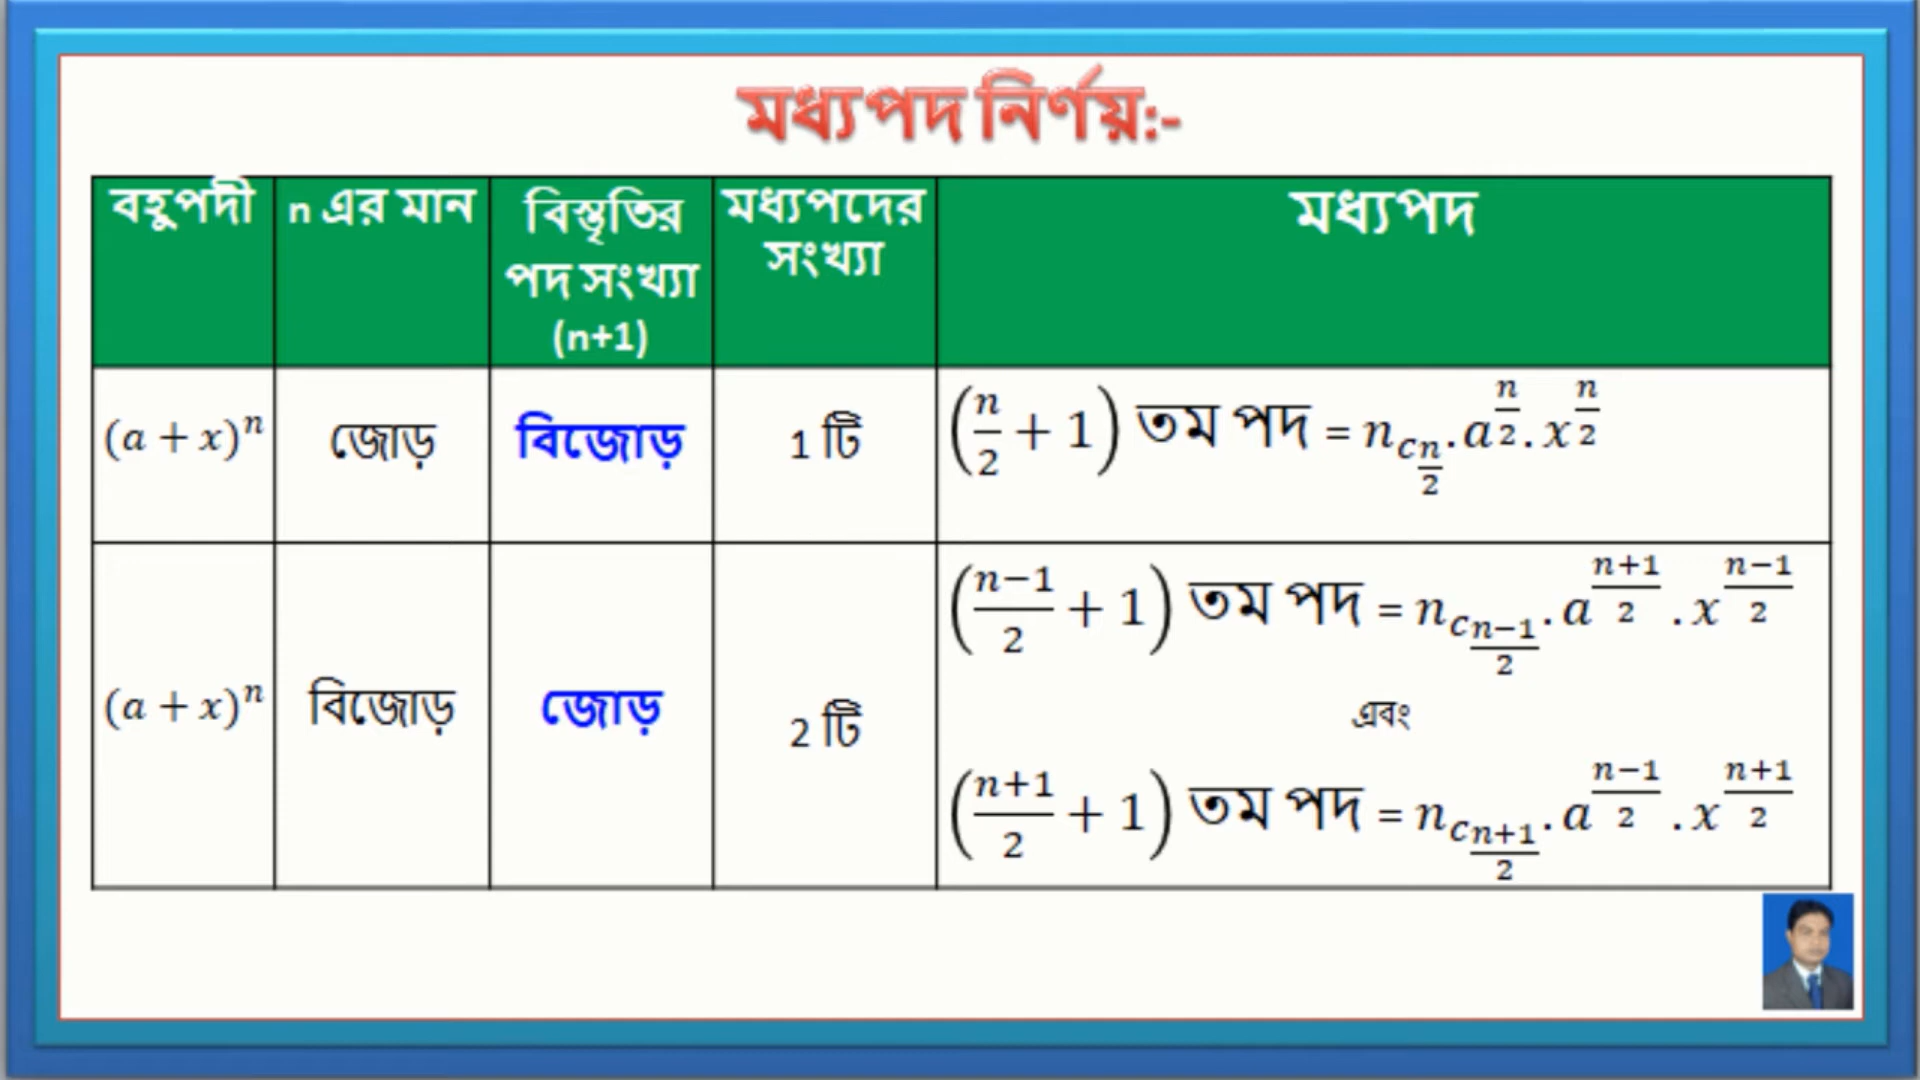 মধ্যপদ নির্ণয়:-
বহুপদী
n এর মান
বিস্তৃতির
পদ সংখ্যা
(n+1)
মধ্যপদের
সংখ্যা
মধ্যপদ
(a + x)^n
জোড়
বিজোড়
1 টি
(n/2 + 1) তম পদ = n_{c_{n/2}}.a^{n/2}.x^{n/2}
(a + x)^n
বিজোড়
জোড়
2 টি
((n−1)/2 + 1) তম পদ = n_{c_{(n−1)/2}}.a^{(n+1)/2}.x^{(n−1)/2}
এবং
((n+1)/2 + 1) তম পদ = n_{c_{(n+1)/2}}.a^{(n−1)/2}.x^{(n+1)/2}